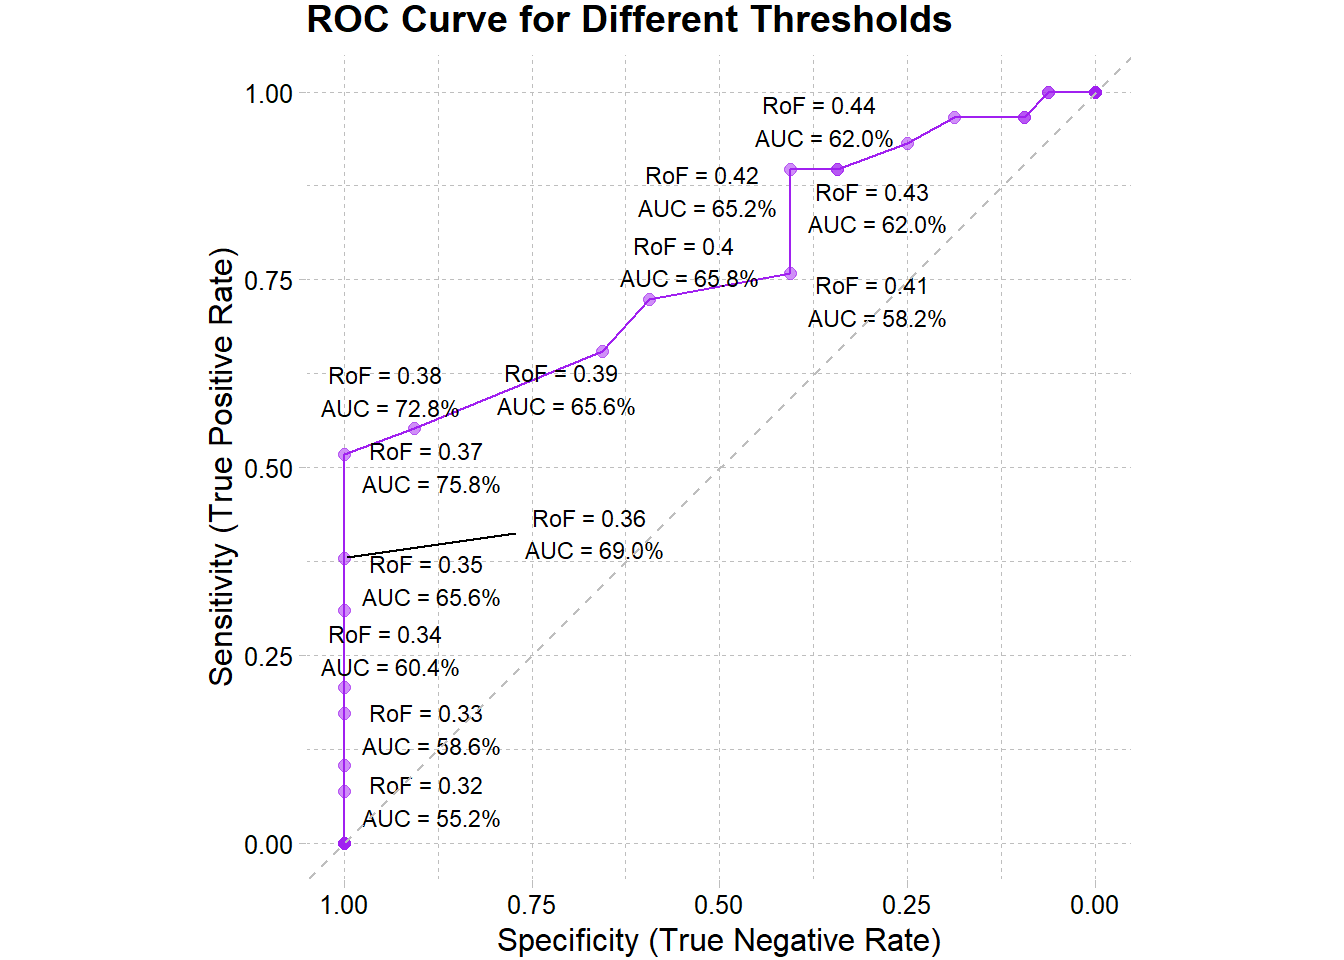 ROC Curve for Different Thresholds
Sensitivity (True Positive Rate)
1.00
0.75
0.50
0.25
0.00
RoF = 0.44
AUC = 62.0%
RoF = 0.42
AUC = 65.2%
RoF = 0.43
AUC = 62.0%
RoF = 0.4
AUC = 65.8%
RoF = 0.41
AUC = 58.2%
RoF = 0.38
AUC = 72.8%
RoF = 0.39
AUC = 65.6%
RoF = 0.37
AUC = 75.8%
RoF = 0.36
AUC = 69.0%
RoF = 0.35
AUC = 65.6%
RoF = 0.34
AUC = 60.4%
RoF = 0.33
AUC = 58.6%
RoF = 0.32
AUC = 55.2%
1.00
0.75
0.50
0.25
0.00
Specificity (True Negative Rate)